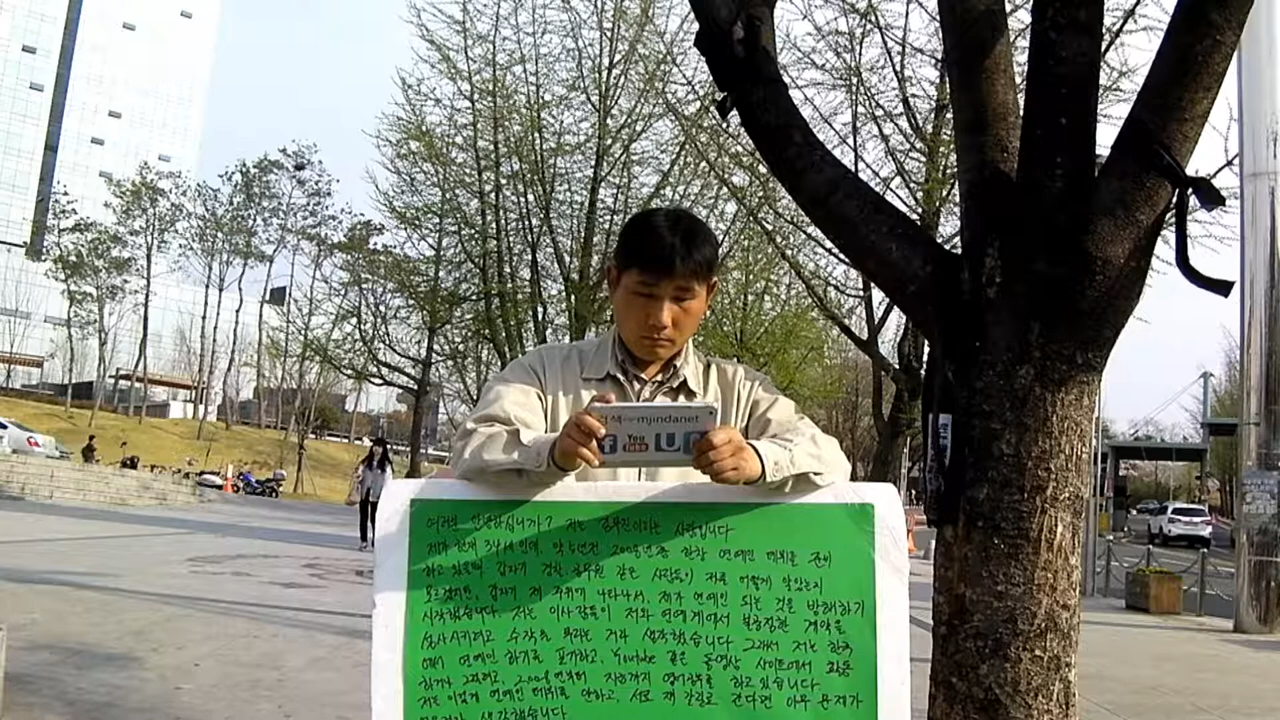 검색 mjindanet
f You Tube U
여러분 안녕하십니까? 저는 김무진이라는 사람입니다
제가 현재 34세인데, 약 5년전 2008년쯤 한창 연예인 데뷔를 준비
하고 있을때, 갑자기 경찰, 공무원 같은 사람들이 저를 어떻게 알았는지
모르겠지만, 갑자기 제 주위에 나타나서, 제가 연예인 되는 것을 방해하기
시작했습니다. 저는 이사람들이 저와 연예계에서 복잡한 계약을
성사시키려고 수작을 부리는 거라 생각했습니다 그래서 저는 한국
에서 연예인 하기를 포기하고, Youtube 같은 동영상 사이트에서 활동
하려고, 2008년부터 지금까지 영어공부를 하고 있습니다
저는 이렇게 연예인 데뷔를 안하고, 서로 제 갈길로 간다면 아무 문제가
생각했습니다